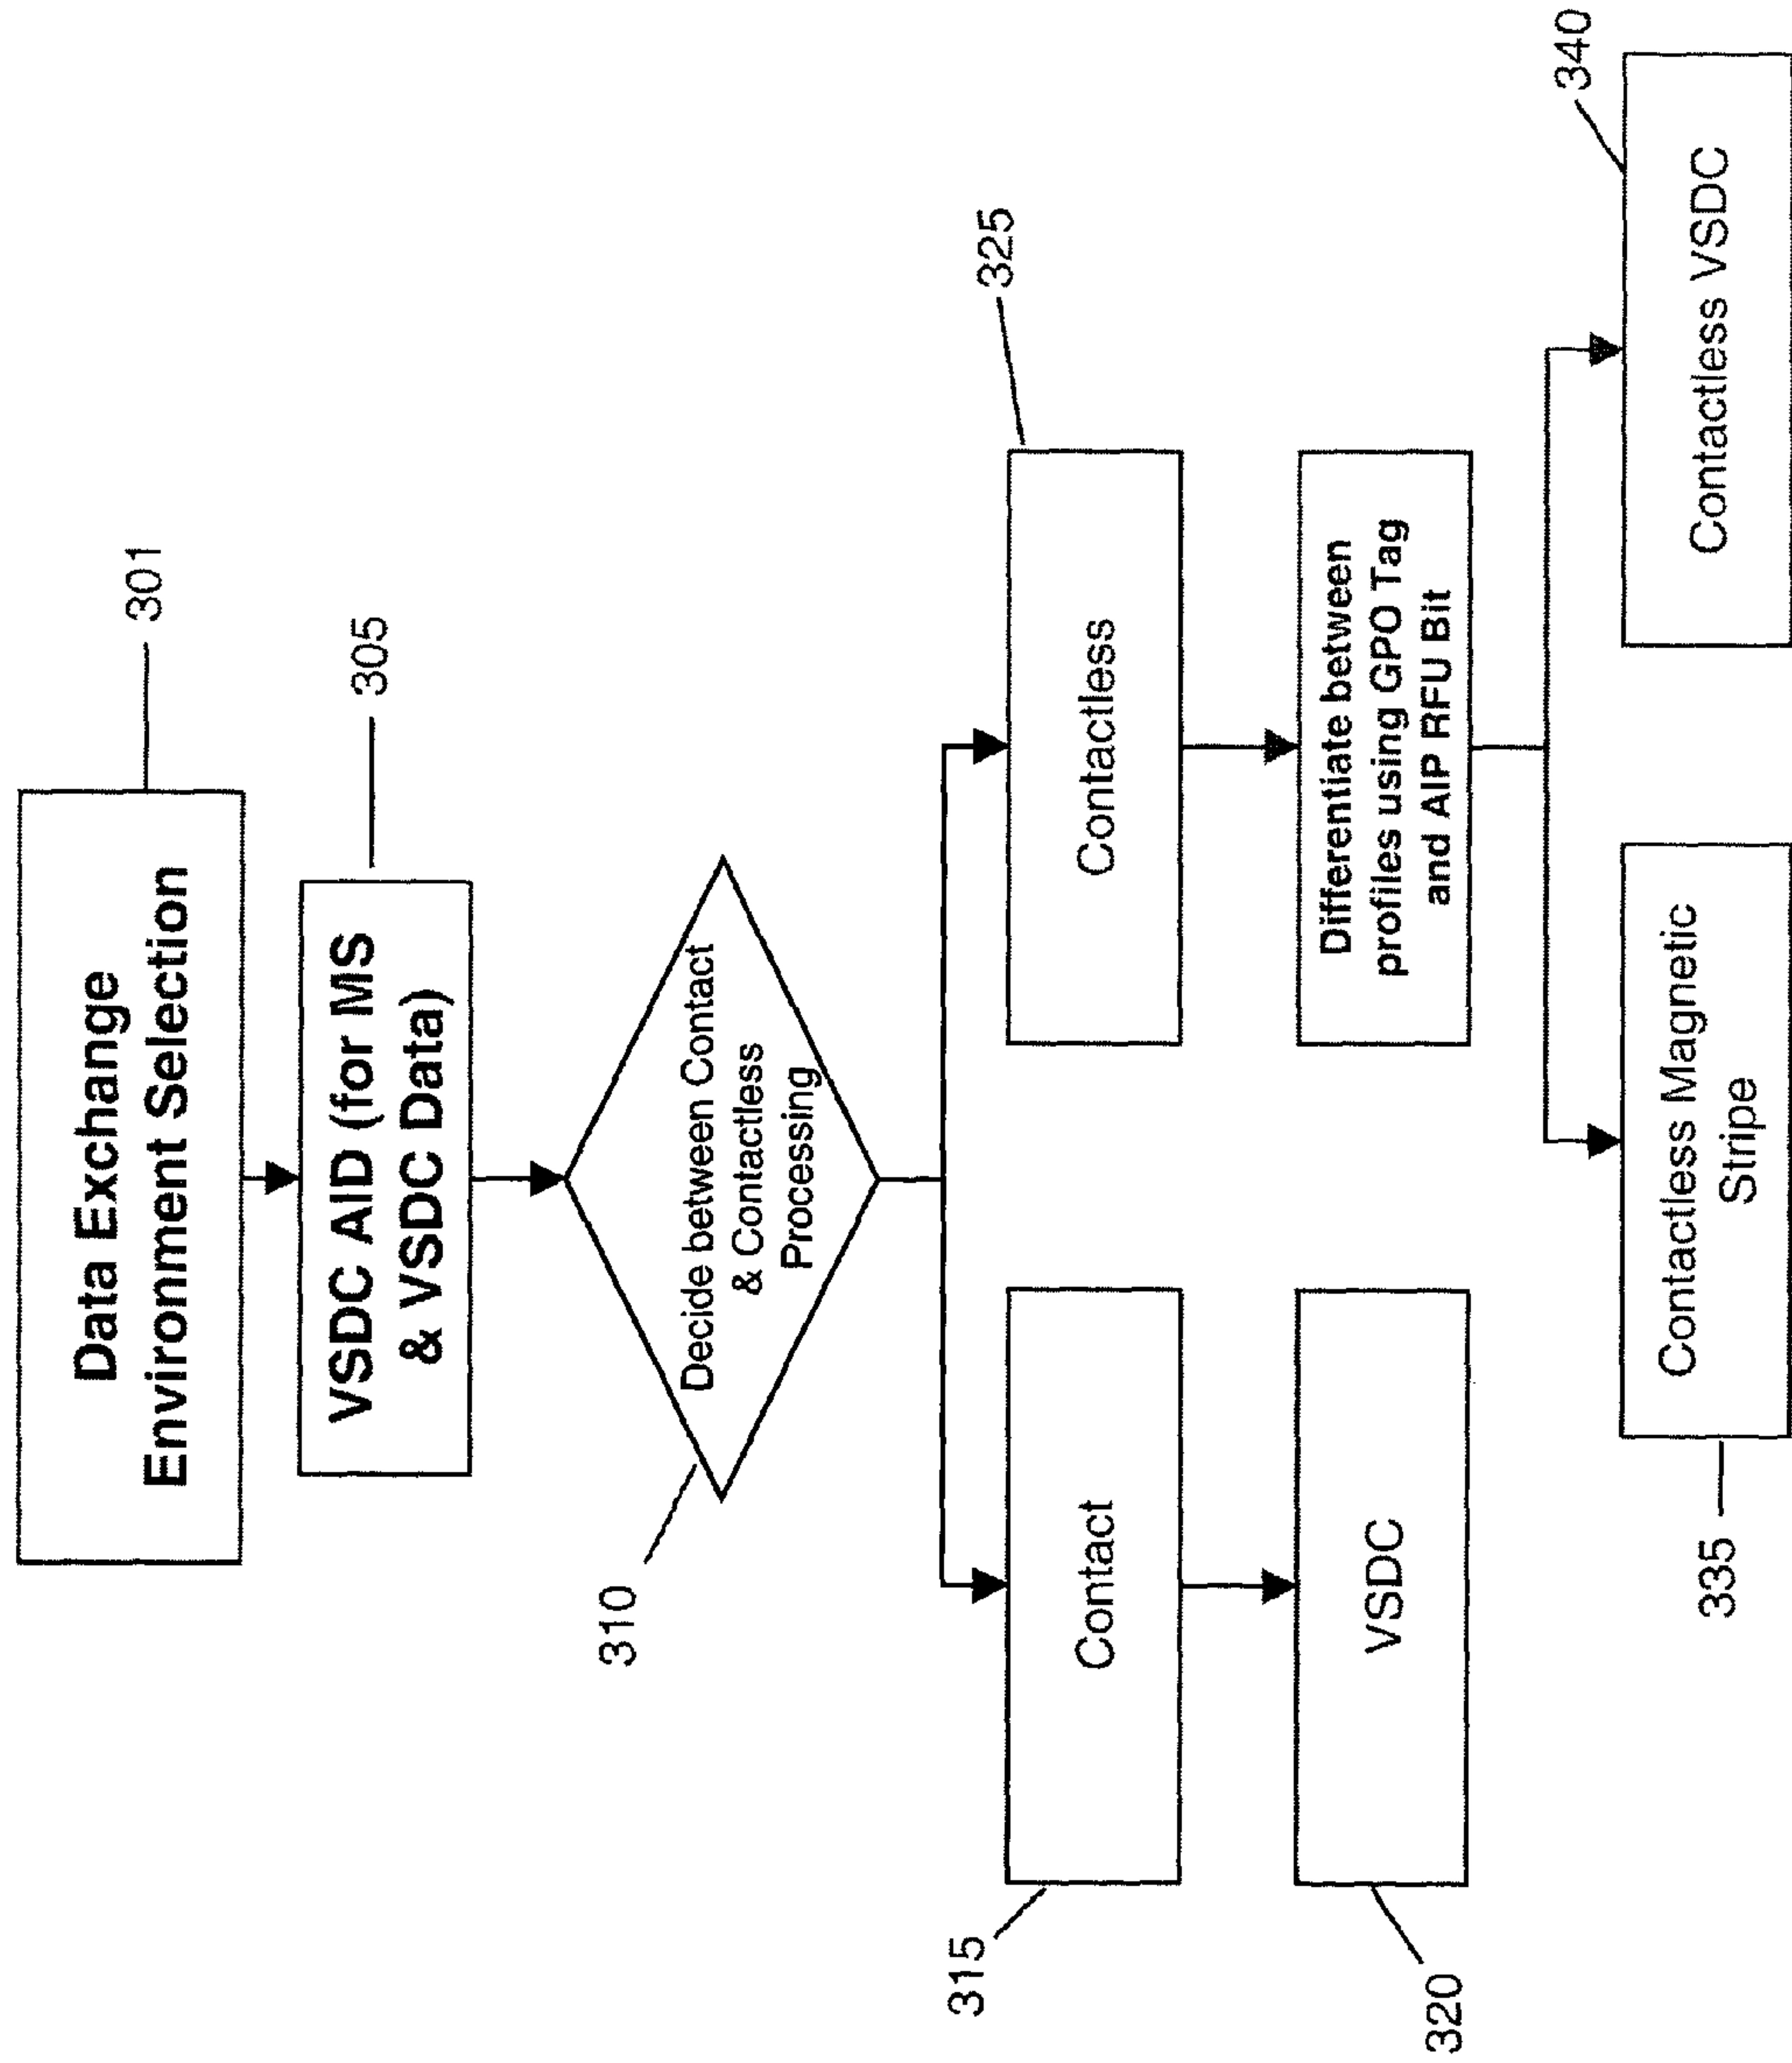 Data Exchange
Environment Selection
301
VSDC AID (for MS
& VSDC Data)
305
310
Decide between Contact
& Contactless
Processing
315
Contact
Contactless
325
320
VSDC
Differentiate between
profiles using GPO Tag
and AIP RFU Bit
335
Contactless Magnetic
Stripe
Contactless VSDC
340